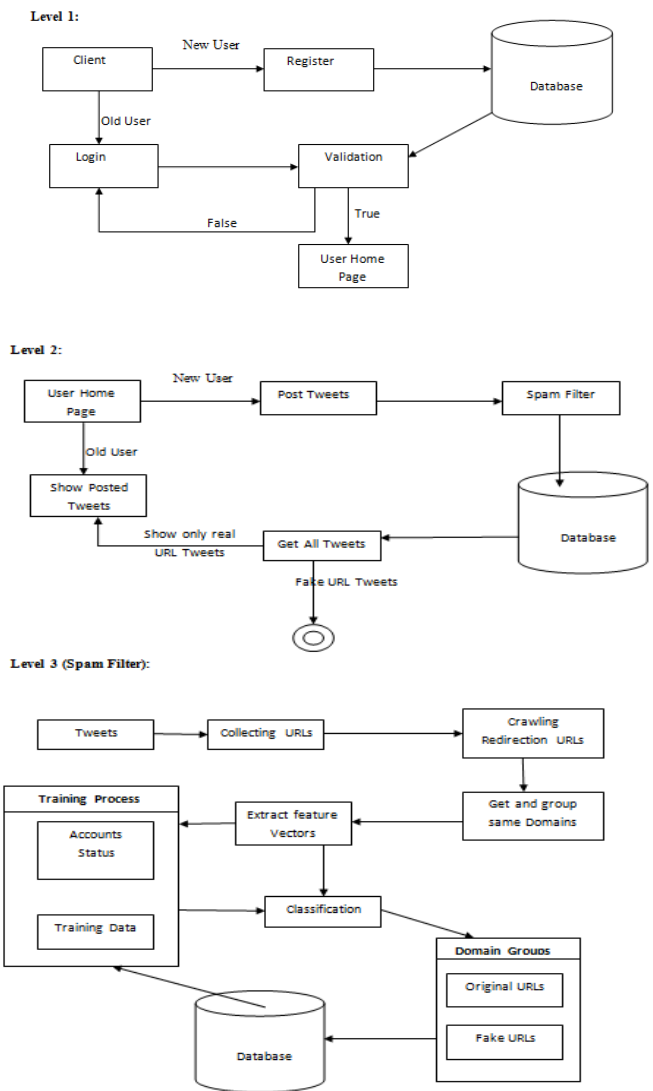 Level 1:
New User
Client
Register
Database
Old User
Login
Validation
False
True
User Home
Page
Level 2:
New User
User Home
Page
Post Tweets
Spam Filter
Old User
Show Posted
Tweets
Show only real
URL Tweets
Get All Tweets
Database
Fake URL Tweets
Level 3 (Spam Filter):
Tweets
Collecting URLs
Crawling
Redirection URLs
Training Process
Accounts
Status
Extract feature
Vectors
Get and group
same Domains
Training Data
Classification
Domain Groups
Original URLs
Fake URLs
Database